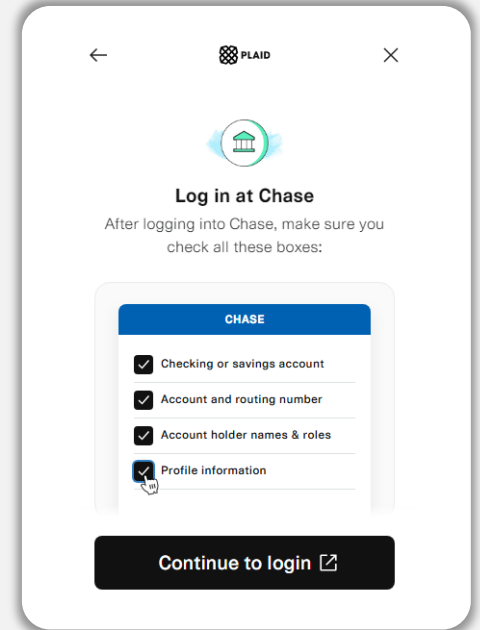 PLAID
Log in at Chase
After logging into Chase, make sure you
check all these boxes:
CHASE
Checking or savings account
Account and routing number
Account holder names & roles
Profile information
Continue to login